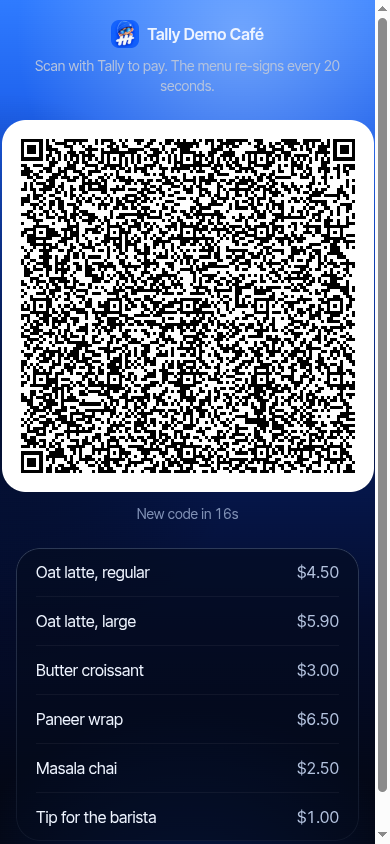 Tally Demo Café
Scan with Tally to pay. The menu re-signs every 20
seconds.
New code in 16s
Oat latte, regular $4.50
Oat latte, large $5.90
Butter croissant $3.00
Paneer wrap $6.50
Masala chai $2.50
Tip for the barista $1.00